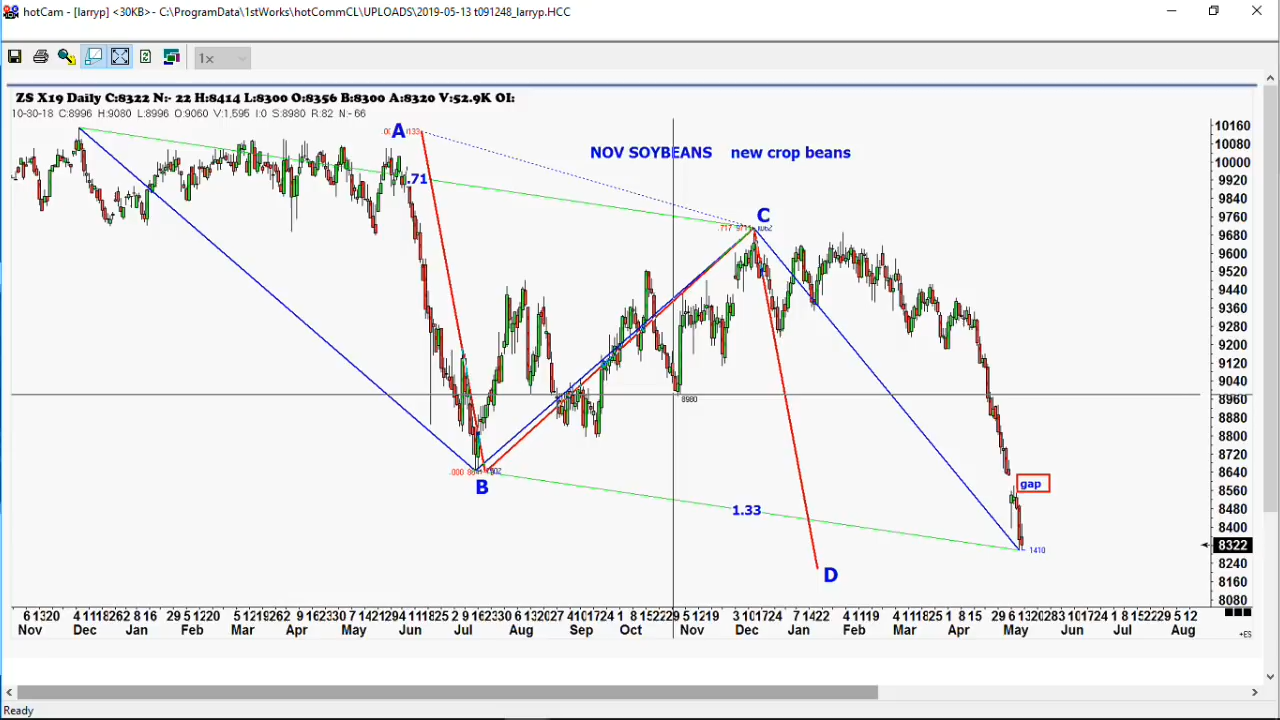 hotCam - [larryp] <30KB> - C:\ProgramData\1stWorks\hotCommCL\UPLOADS\2019-05-13 t091248_larryp.HCC
1x
ZS X19 Daily C:8322 N:- 22 H:8414 L:8300 O:8356 B:8300 A:8320 V:52.9K OI:
10-30-18 C:8996 H:9080 L:8996 O:9060 V:1,595 I:0 S:8980 R:82 N:-66
A
.71
NOV SOYBEANS new crop beans
C
.717
8980
B
1.33
gap
1410
D
10160
10080
10000
9920
9840
9760
9680
9600
9520
9440
9360
9280
9200
9120
9040
8960
8880
8800
8720
8640
8560
8480
8400
8322
8240
8160
8080
Nov Dec Jan Feb Mar Apr May Jun Jul Aug Sep Oct Nov Dec Jan Feb Mar Apr May Jun Jul Aug
+ES
Ready